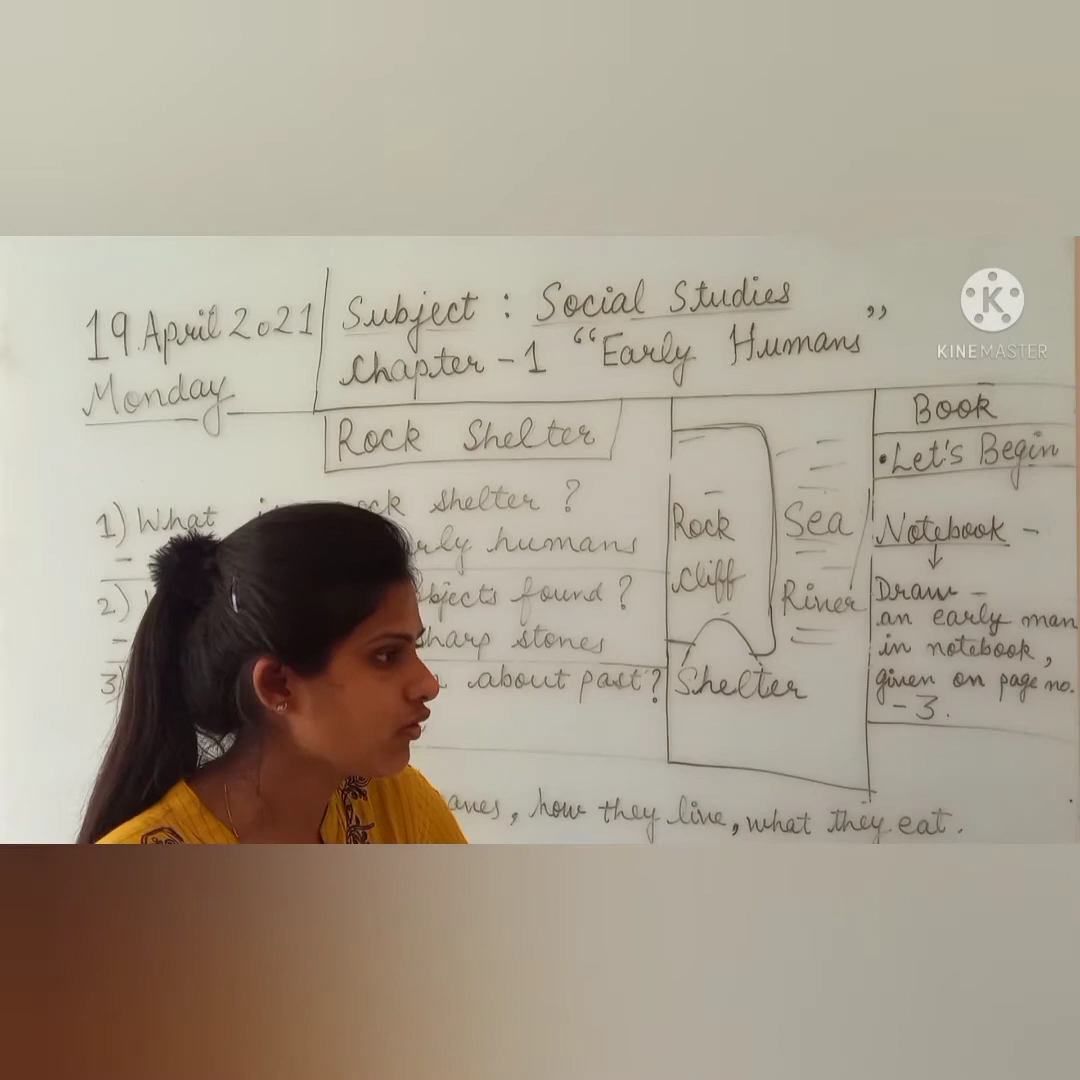 19 April 2021
Monday
Subject : Social Studies
Chapter - 1 "Early Humans"
Rock Shelter
1) What rock shelter ?
- humans
2) objects found ?
- sharp stones
3) about past ?
Rock
Cliff
Shelter
Sea
River
Book
• Let's Begin
Notebook -
↓
Draw -
an early man
in notebook,
given on page no.
- 3.
, how they live, what they eat.
KINEMASTER
K